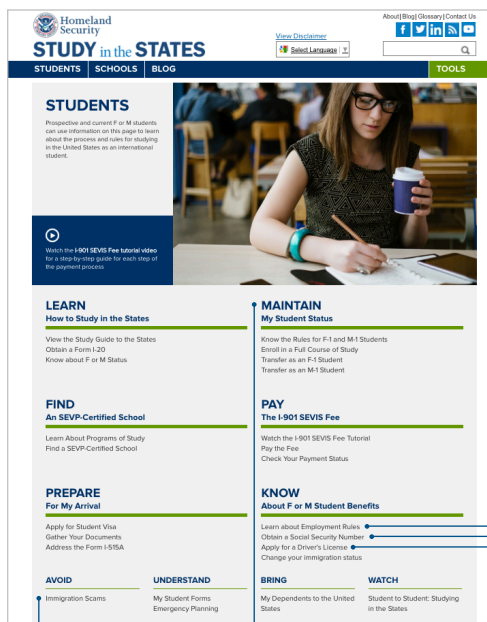 About | Blog | Glossary | Contact Us
Homeland
Security
STUDY in the STATES
View Disclaimer
Select Language
STUDENTS SCHOOLS BLOG TOOLS
STUDENTS
Prospective and current F or M students
can use information on this page to learn
about the process and rules for studying
in the United States as an international
student.
Watch the I-901 SEVIS Fee tutorial video
for a step-by-step guide for each step of
the payment process
LEARN
How to Study in the States
View the Study Guide to the States
Obtain a Form I-20
Know about F or M Status
MAINTAIN
My Student Status
Know the Rules for F-1 and M-1 Students
Enroll in a Full Course of Study
Transfer as an F-1 Student
Transfer as an M-1 Student
FIND
An SEVP-Certified School
Learn About Programs of Study
Find a SEVP-Certified School
PAY
The I-901 SEVIS Fee
Watch the I-901 SEVIS Fee Tutorial
Pay the Fee
Check Your Payment Status
PREPARE
For My Arrival
Apply for Student Visa
Gather Your Documents
Address the Form I-515A
KNOW
About F or M Student Benefits
Learn about Employment Rules
Obtain a Social Security Number
Apply for a Driver's License
Change your immigration status
AVOID
Immigration Scams
UNDERSTAND
My Student Forms
Emergency Planning
BRING
My Dependents to the United
States
WATCH
Student to Student: Studying
in the States